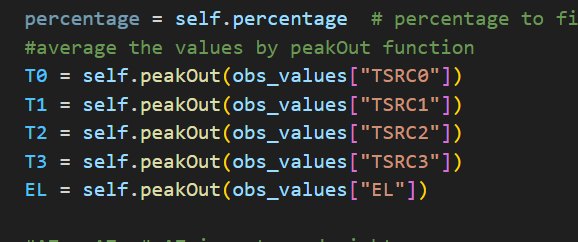 percentage = self.percentage # percentage to fi
#average the values by peakOut function
T0 = self.peakOut(obs_values["TSRC0"])
T1 = self.peakOut(obs_values["TSRC1"])
T2 = self.peakOut(obs_values["TSRC2"])
T3 = self.peakOut(obs_values["TSRC3"])
EL = self.peakOut(obs_values["EL"])